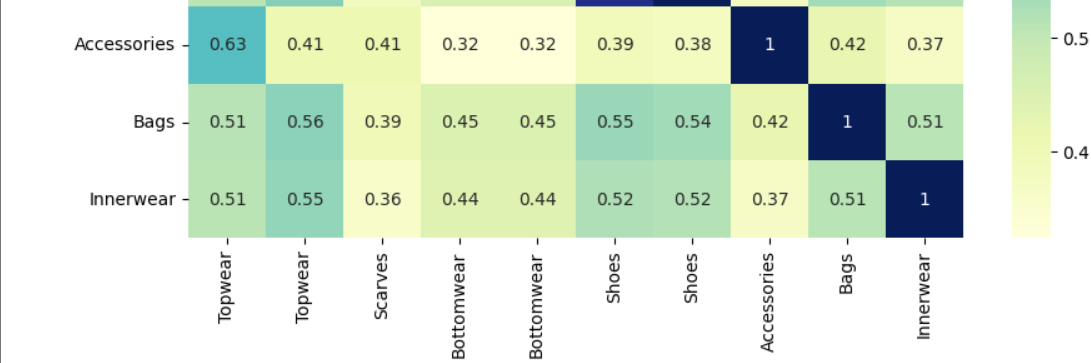 Accessories 0.63 0.41 0.41 0.32 0.32 0.39 0.38 1 0.42 0.37
0.5
Bags 0.51 0.56 0.39 0.45 0.45 0.55 0.54 0.42 1 0.51
0.4
Innerwear 0.51 0.55 0.36 0.44 0.44 0.52 0.52 0.37 0.51 1
Topwear
Topwear
Scarves
Bottomwear
Bottomwear
Shoes
Shoes
Accessories
Bags
Innerwear